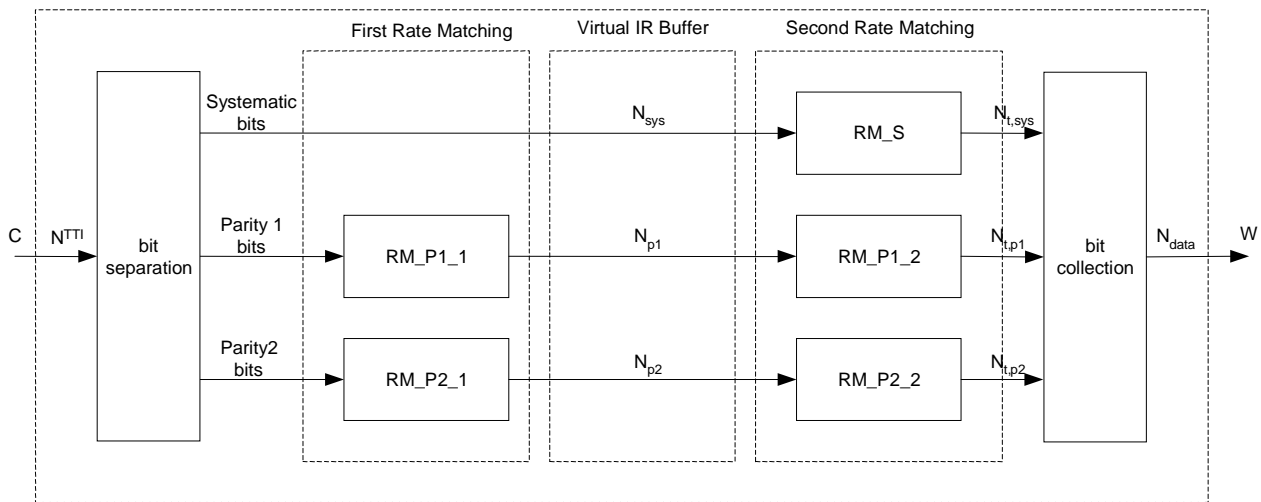 First Rate Matching
Virtual IR Buffer
Second Rate Matching
Systematic
bits
N_sys
RM_S
N_t,sys
C
N^TTI
bit
separation
Parity 1
bits
RM_P1_1
N_p1
RM_P1_2
N_t,p1
bit
collection
N_data
W
Parity2
bits
RM_P2_1
N_p2
RM_P2_2
N_t,p2